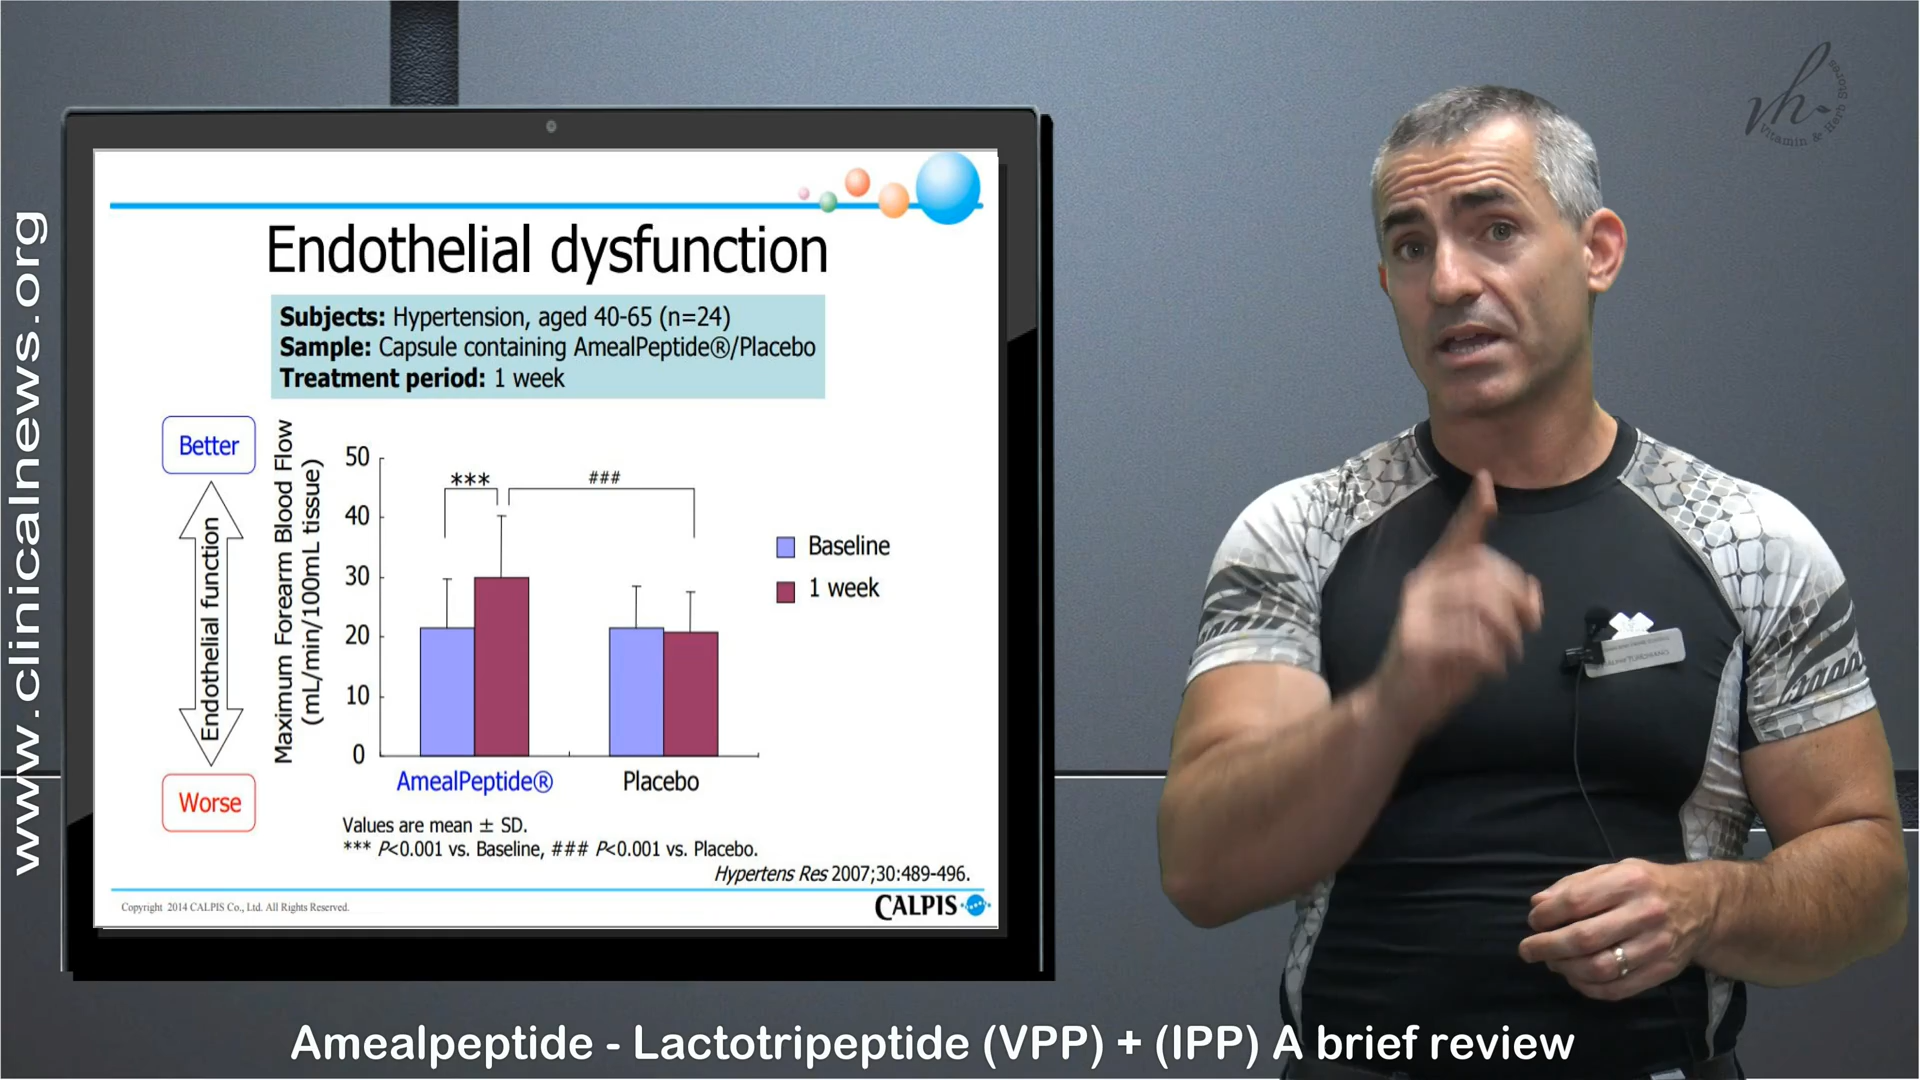 www.clinicalnews.org
Endothelial dysfunction
Subjects: Hypertension, aged 40-65 (n=24)
Sample: Capsule containing AmealPeptide®/Placebo
Treatment period: 1 week
Better
Endothelial function
Worse
Maximum Forearm Blood Flow
(mL/min/100mL tissue)
50
40
30
20
10
0
***
###
Baseline
1 week
AmealPeptide®
Placebo
Values are mean ± SD.
*** P<0.001 vs. Baseline, ### P<0.001 vs. Placebo.
Hypertens Res 2007;30:489-496.
Copyright 2014 CALPIS Co., Ltd. All Rights Reserved.
CALPIS
vh
Vitamin & Herb Stores
Amealpeptide - Lactotripeptide (VPP) + (IPP) A brief review